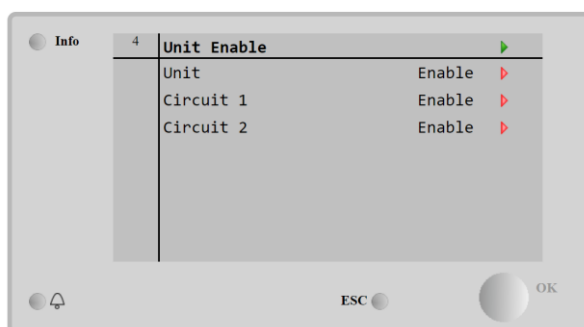 Info
4 Unit Enable
Unit Enable
Circuit 1 Enable
Circuit 2 Enable
ESC
OK